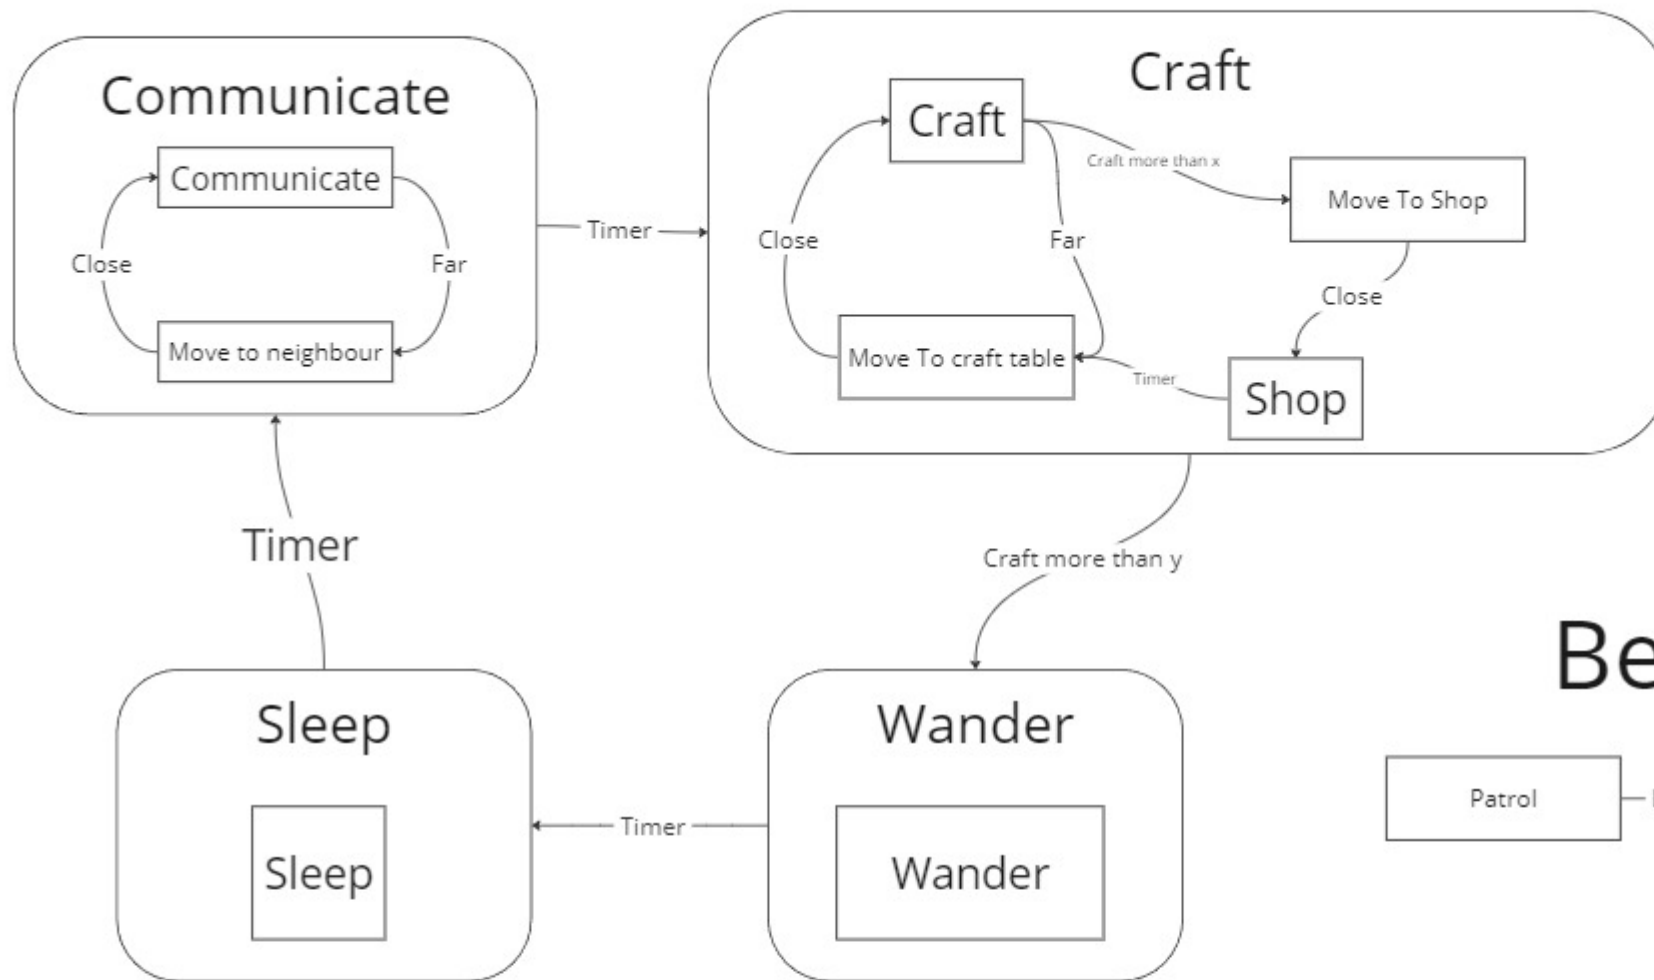 Communicate
Communicate
Close
Far
Move to neighbour
Timer
Craft
Craft
Craft more than x
Move To Shop
Close
Far
Close
Move To craft table
Timer
Shop
Timer
Craft more than y
Sleep
Sleep
Timer
Wander
Wander
Be
Patrol